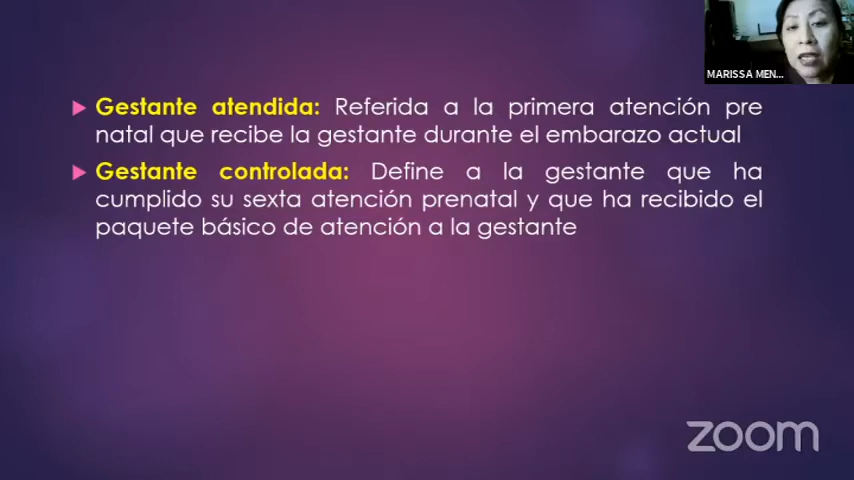 MARISSA MEN...
Gestante atendida: Referida a la primera atención pre
natal que recibe la gestante durante el embarazo actual
Gestante controlada: Define a la gestante que ha
cumplido su sexta atención prenatal y que ha recibido el
paquete básico de atención a la gestante
zoom